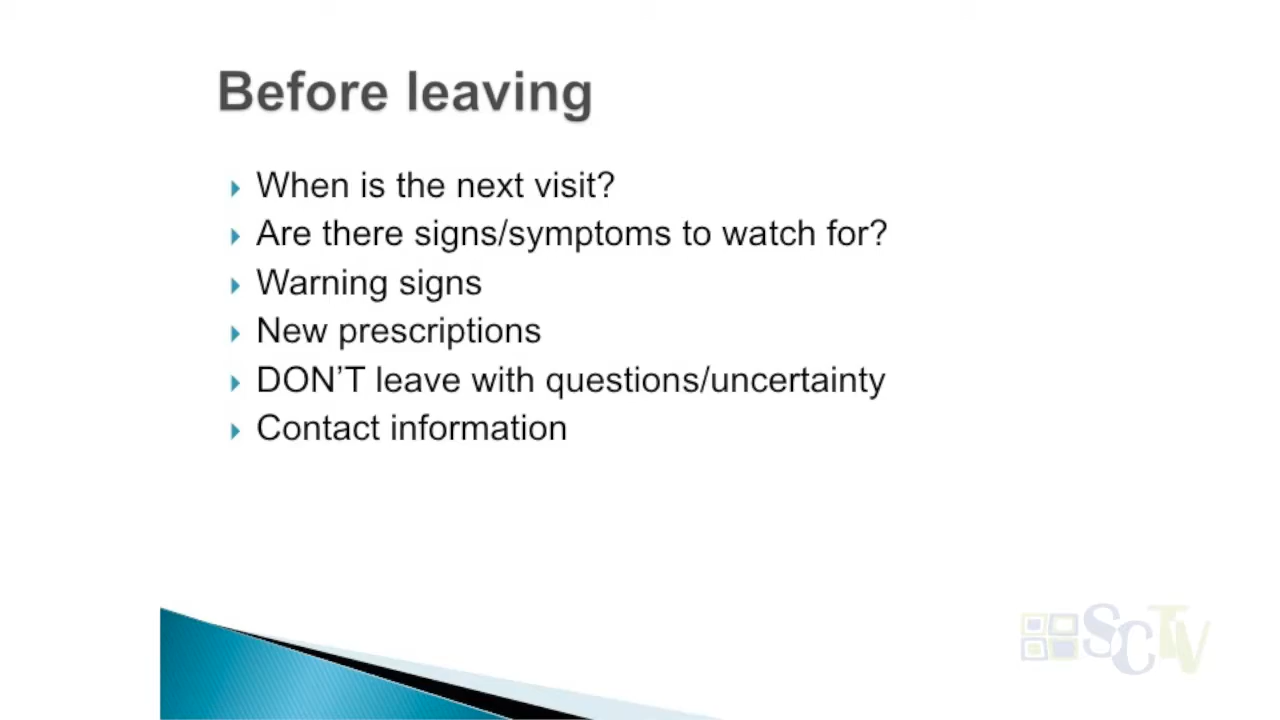 Before leaving
When is the next visit?
Are there signs/symptoms to watch for?
Warning signs
New prescriptions
DON’T leave with questions/uncertainty
Contact information
SCTV